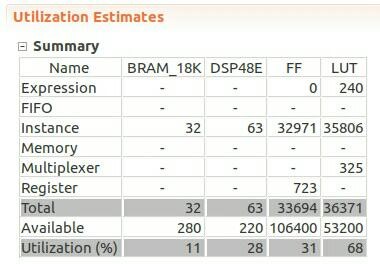 Utilization Estimates
Summary
Name BRAM_18K DSP48E FF LUT
Expression - - 0 240
FIFO - - - -
Instance 32 63 32971 35806
Memory - - - -
Multiplexer - - - 325
Register - - 723 -
Total 32 63 33694 36371
Available 280 220 106400 53200
Utilization (%) 11 28 31 68